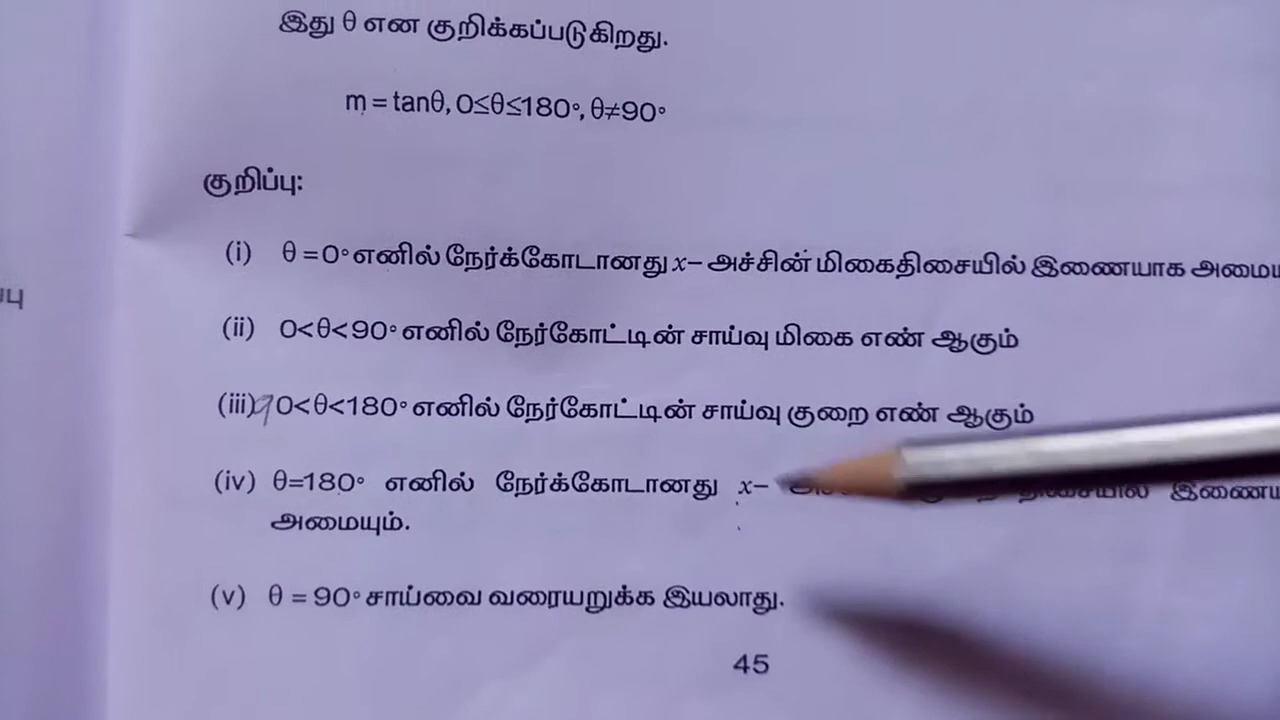 இது θ என குறிக்கப்படுகிறது.
m = tanθ, 0≤θ≤180°, θ≠90°
குறிப்பு:
(i) θ = 0° எனில் நேர்க்கோடானது x– அச்சின் மிகைதிசையில் இணையாக
(ii) 0<θ<90° எனில் நேர்கோட்டின் சாய்வு மிகை எண் ஆகும்
(iii) 90<θ<180° எனில் நேர்கோட்டின் சாய்வு குறை எண் ஆகும்
(iv) θ=180° எனில் நேர்க்கோடானது x–
அமையும்.
(v) θ = 90° சாய்வை வரையறுக்க இயலாது.
45